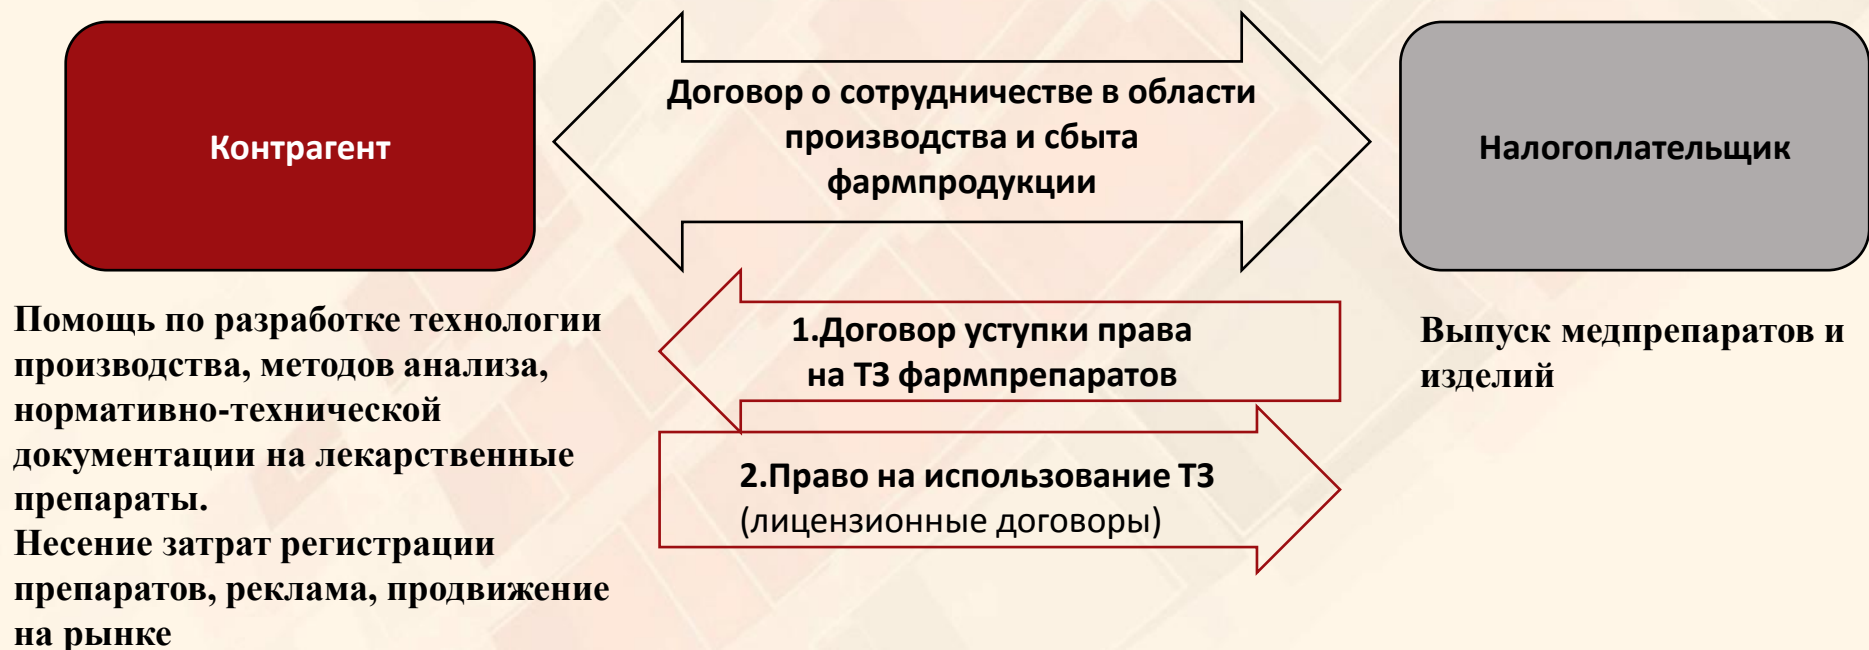 Контрагент
Договор о сотрудничестве в области
производства и сбыта
фармпродукции
Налогоплательщик
Помощь по разработке технологии
производства, методов анализа,
нормативно-технической
документации на лекарственные
препараты.
Несение затрат регистрации
препаратов, реклама, продвижение
на рынке
1.Договор уступки права
на ТЗ фармпрепаратов
2.Право на использование ТЗ
(лицензионные договоры)
Выпуск медпрепаратов и
изделий